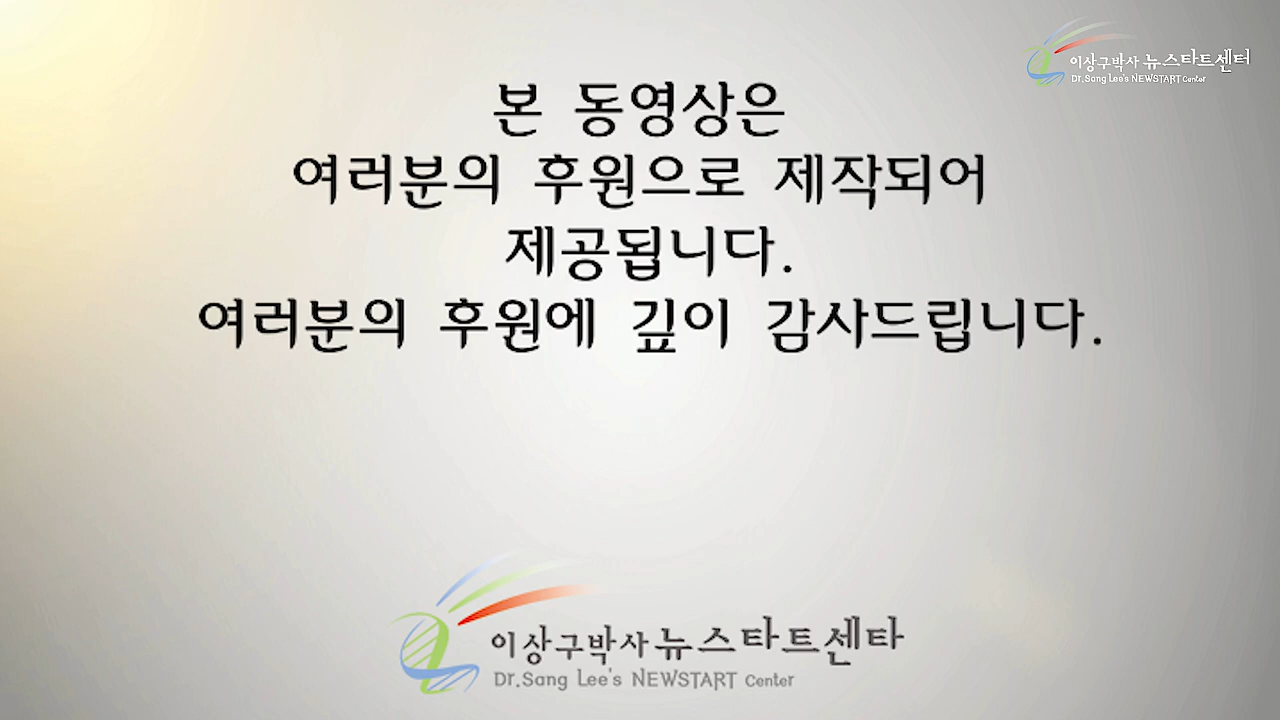 이상구박사 뉴스타트센터
Dr.Sang Lee's NEWSTART Center
본 동영상은
여러분의 후원으로 제작되어
제공됩니다.
여러분의 후원에 깊이 감사드립니다.
이상구박사 뉴스타트센타
Dr.Sang Lee's NEWSTART Center